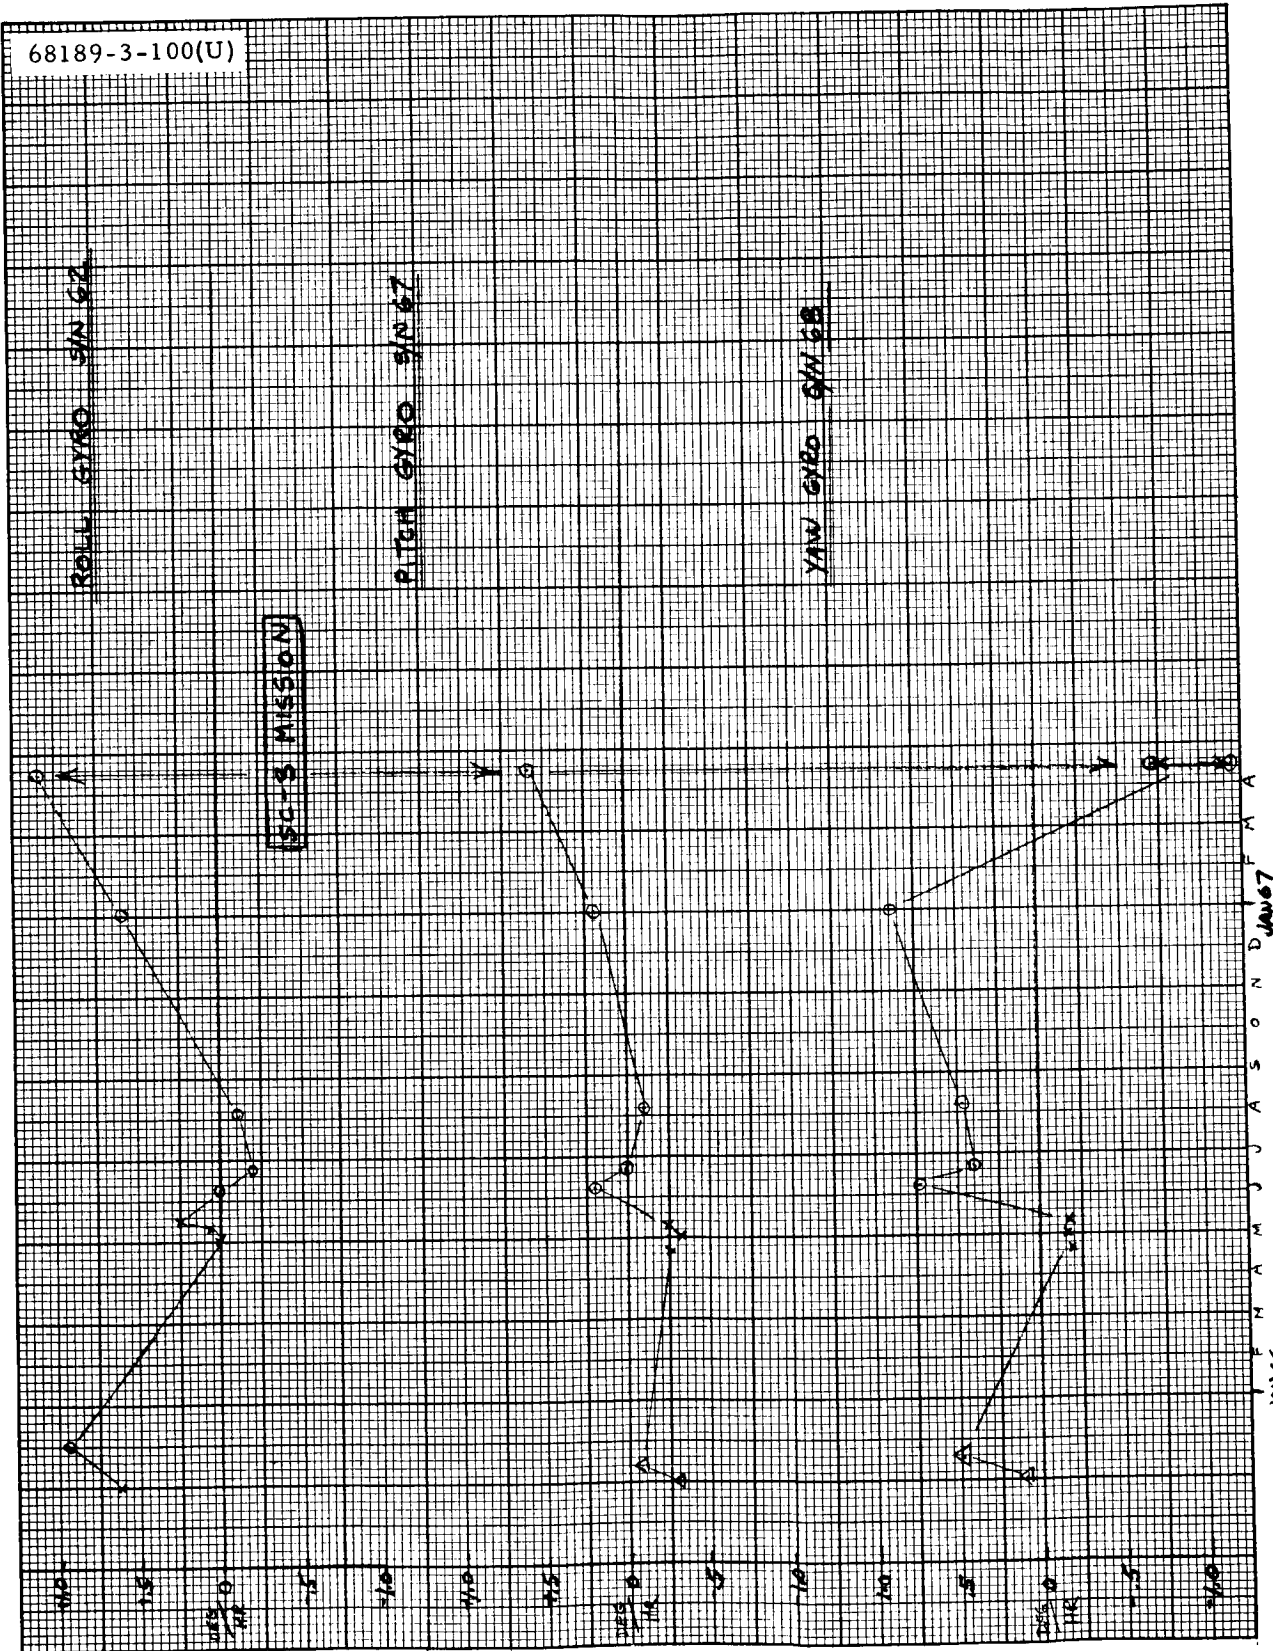 68189-3-100(U)
ROLL GYRO S/N 62
SC-3 MISSON
PITCH GYRO S/N 67
YAW GYRO S/N 68
+1.0
+.5
DEG/HR 0
-.5
-1.0
+1.0
+.5
DEG/HR 0
-.5
-1.0
1.0
.5
DEG/HR 0
-.5
-1.0
F M A M J J A S O N D JAN 67 F M A